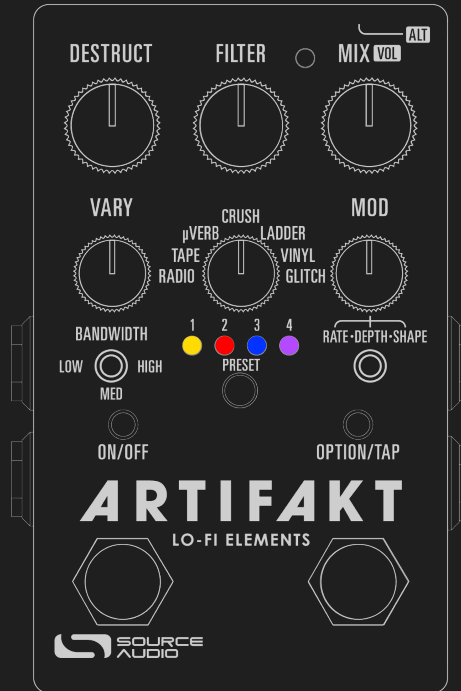 ALT
DESTRUCT FILTER MIX VOL
VARY MOD
CRUSH
µVERB LADDER
TAPE VINYL
RADIO GLITCH
1 2 3 4
BANDWIDTH RATE•DEPTH•SHAPE
LOW HIGH
PRESET
MED
ON/OFF OPTION/TAP
ARTIFAKT
LO-FI ELEMENTS
SOURCE
AUDIO